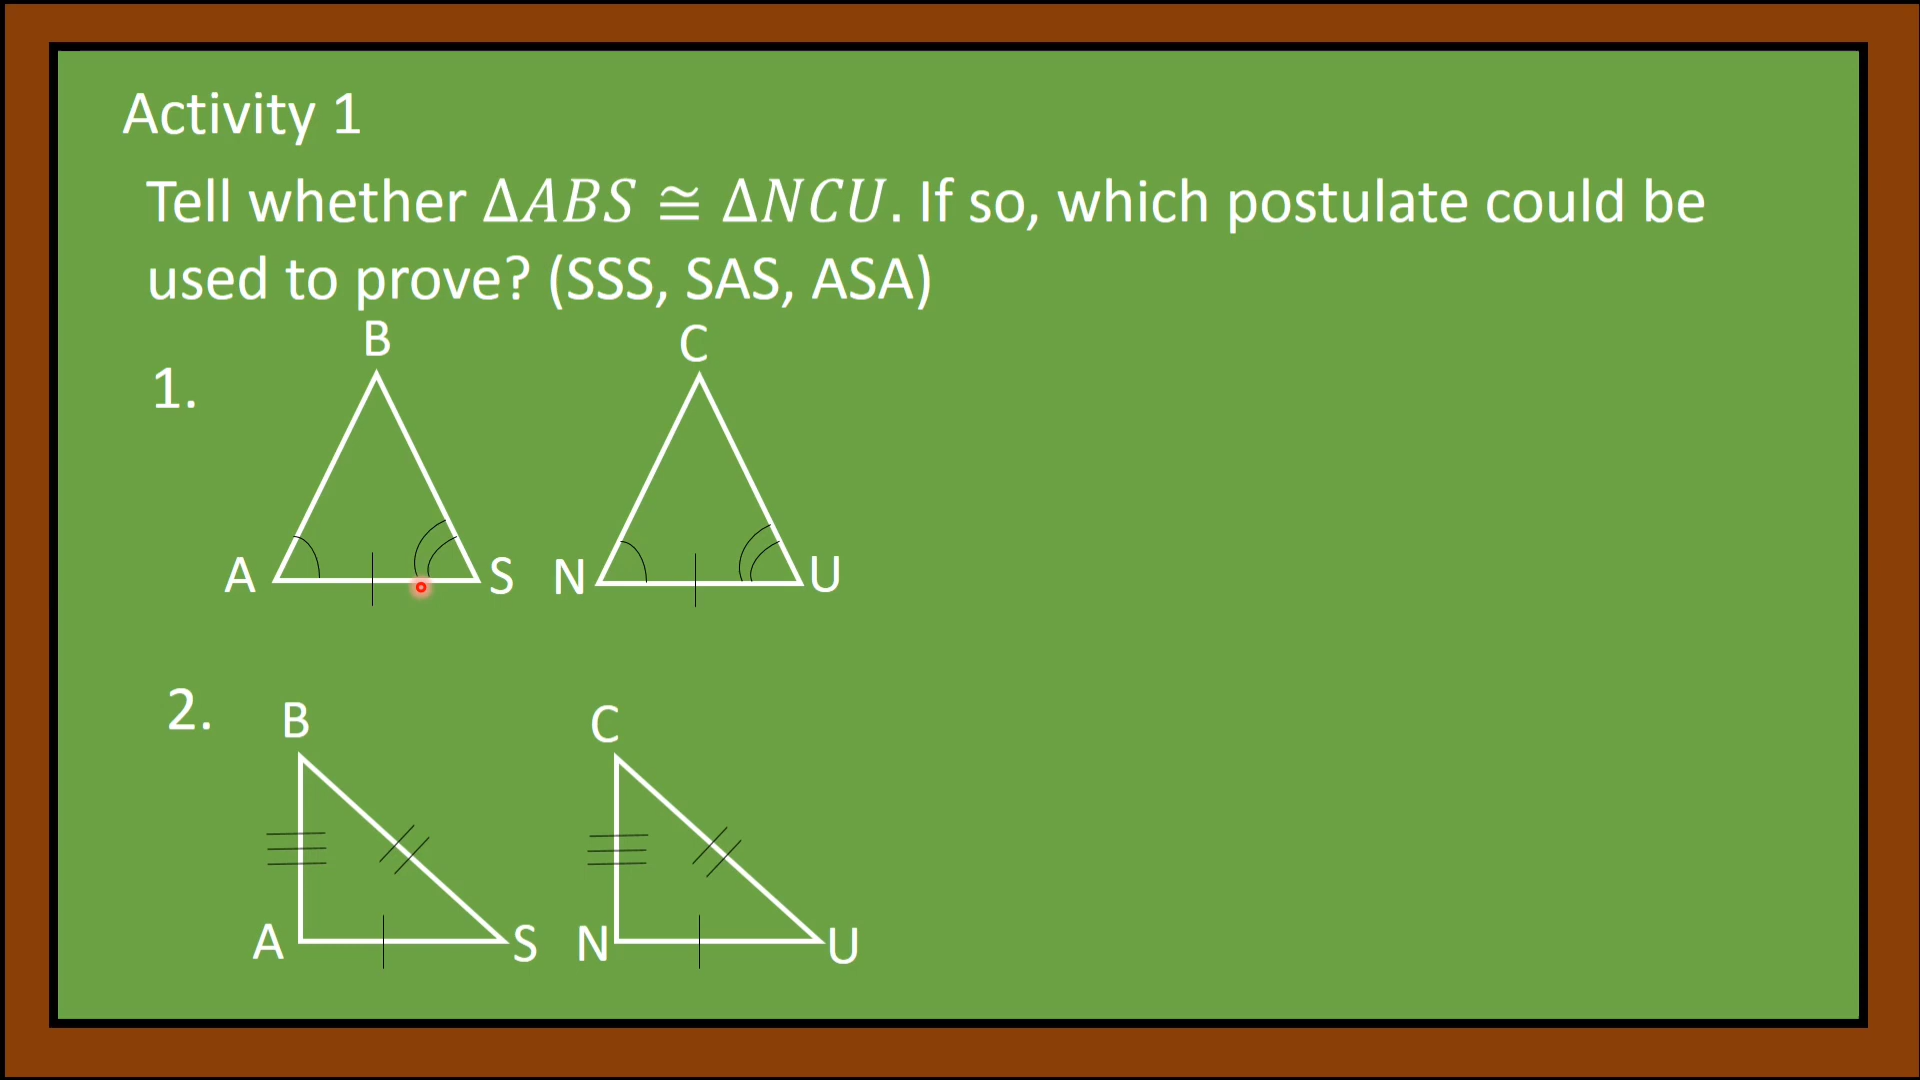 Activity 1
Tell whether Δ𝐴𝐵𝑆 ≅ Δ𝑁𝐶𝑈. If so, which postulate could be
used to prove? (SSS, SAS, ASA)
1.
B
C
A
S
N
U
2.
B
C
A
S
N
U